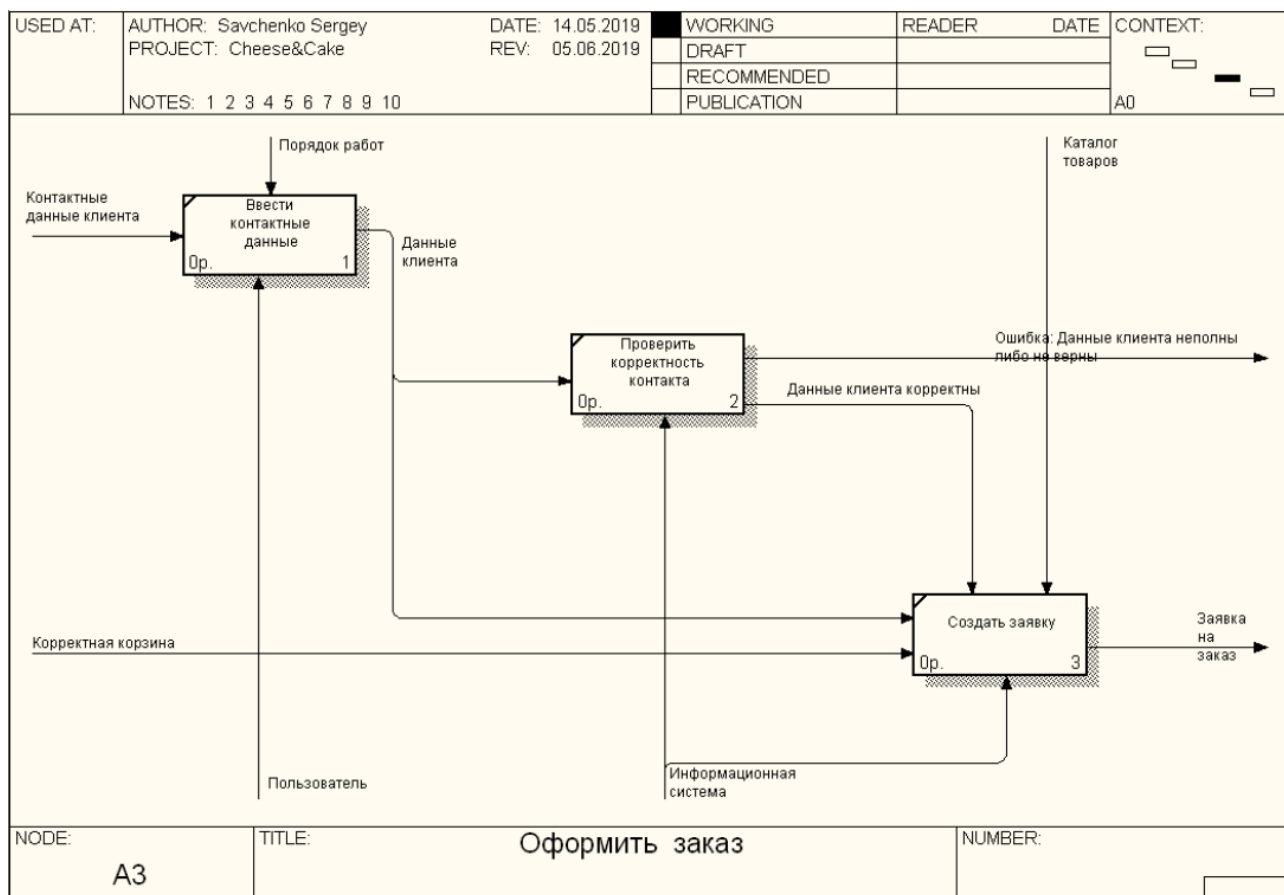 USED AT:
AUTHOR: Savchenko Sergey
DATE: 14.05.2019
PROJECT: Cheese&Cake
REV: 05.06.2019
NOTES: 1 2 3 4 5 6 7 8 9 10
WORKING
DRAFT
RECOMMENDED
PUBLICATION
READER DATE
CONTEXT:
A0
Порядок работ
Каталог
товаров
Контактные
данные клиента
Ввести
контактные
данные
0р. 1
Данные
клиента
Проверить
корректность
контакта
0р. 2
Ошибка: Данные клиента неполны
либо не верны
Данные клиента корректны
Создать заявку
0р. 3
Корректная корзина
Заявка
на
заказ
Пользователь
Информационная
система
NODE:
A3
TITLE:
Оформить заказ
NUMBER: